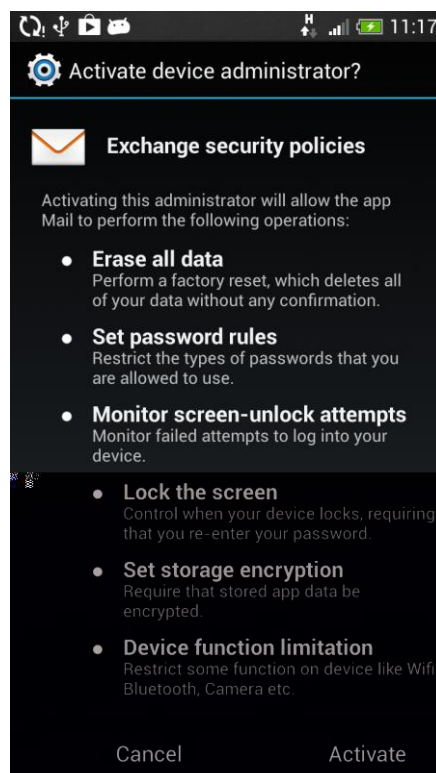 11:17
Activate device administrator?
Exchange security policies
Activating this administrator will allow the app
Mail to perform the following operations:
Erase all data
Perform a factory reset, which deletes all
of your data without any confirmation.
Set password rules
Restrict the types of passwords that you
are allowed to use.
Monitor screen-unlock attempts
Monitor failed attempts to log into your
device.
Lock the screen
Control when your device locks, requiring
that you re-enter your password.
Set storage encryption
Require that stored app data be
encrypted.
Device function limitation
Restrict some function on device like Wifi
Bluetooth, Camera etc.
Cancel Activate